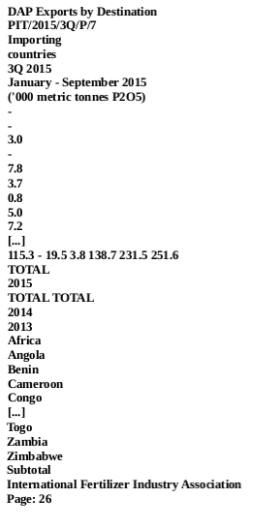 DAP Exports by Destination
PIT/2015/3Q/P/7
Importing
countries
3Q 2015
January - September 2015
('000 metric tonnes P2O5)
-
-
3.0
-
7.8
3.7
0.8
5.0
7.2
[...]
115.3 - 19.5 3.8 138.7 231.5 251.6
TOTAL
2015
TOTAL TOTAL
2014
2013
Africa
Angola
Benin
Cameroon
Congo
[...]
Togo
Zambia
Zimbabwe
Subtotal
International Fertilizer Industry Association
Page: 26